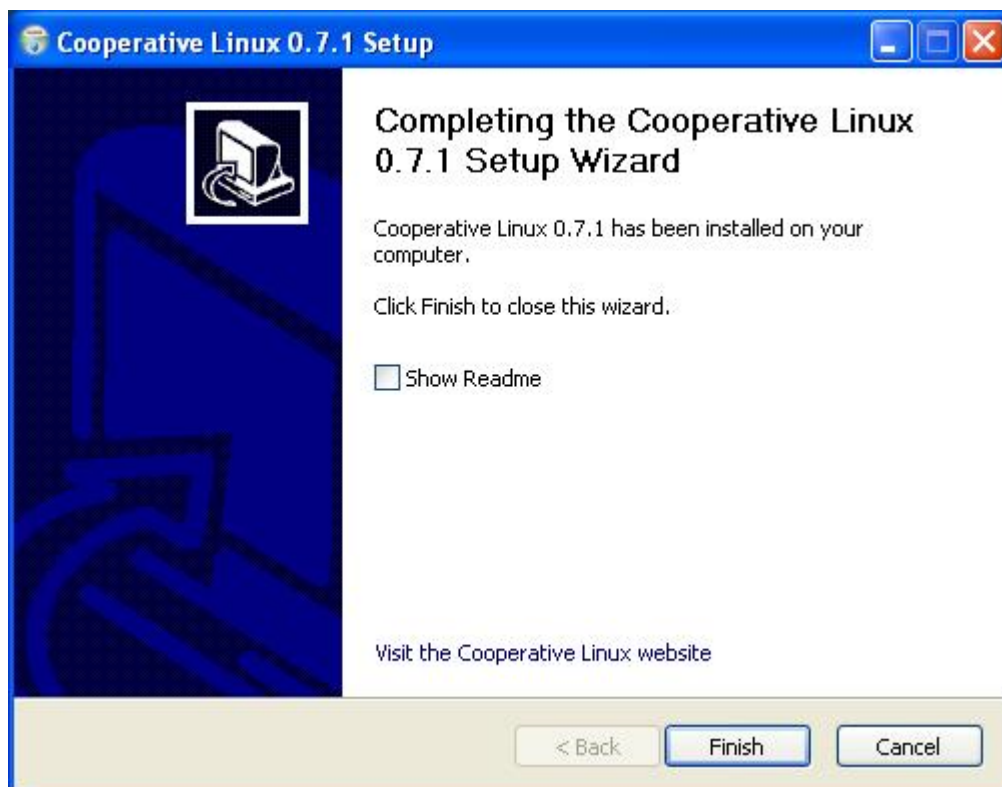 Cooperative Linux 0.7.1 Setup
Completing the Cooperative Linux
0.7.1 Setup Wizard
Cooperative Linux 0.7.1 has been installed on your
computer.
Click Finish to close this wizard.
Show Readme
Visit the Cooperative Linux website
< Back Finish Cancel